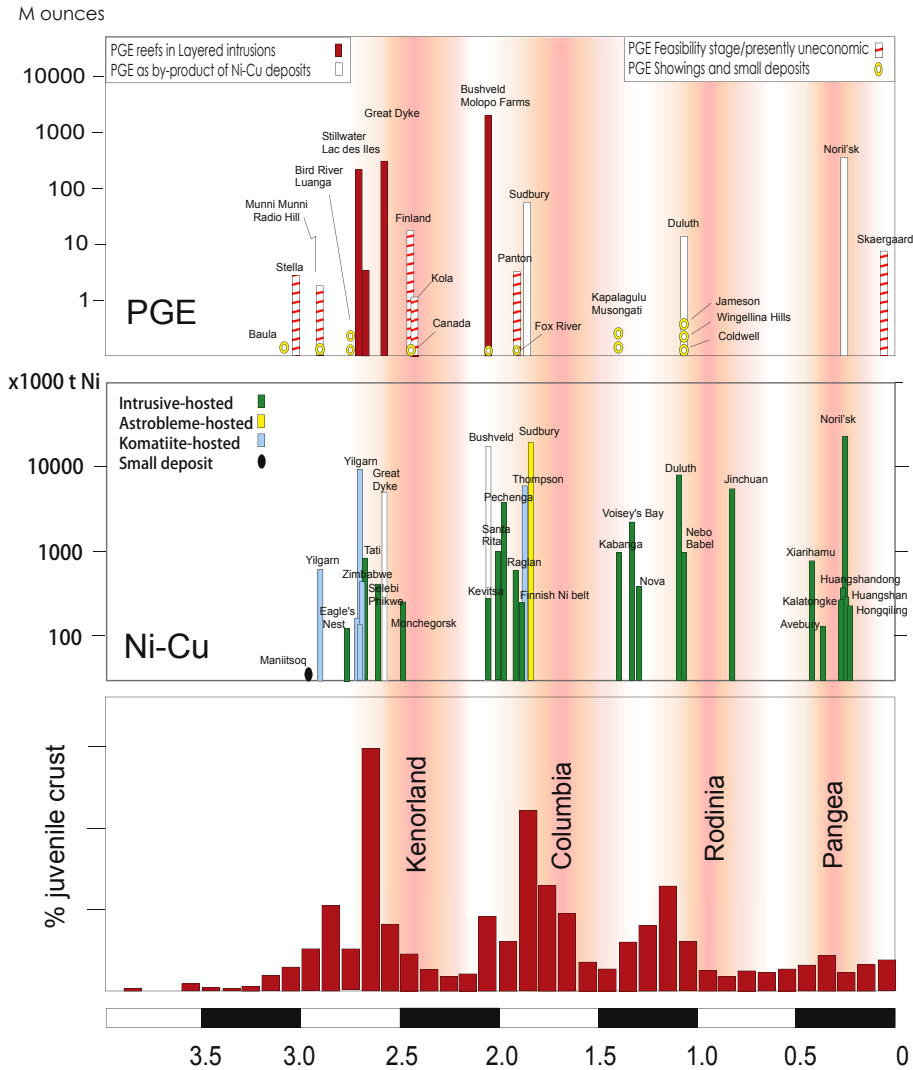 M ounces
PGE reefs in Layered intrusions
PGE as by-product of Ni-Cu deposits
PGE Feasibility stage/presently uneconomic
PGE Showings and small deposits
10000
1000
100
10
1
PGE
Baula
Stella
Munni Munni
Radio Hill
Bird River
Luanga
Stillwater
Lac des Iles
Great Dyke
Finland
Kola
Canada
Bushveld
Molopo Farms
Panton
Sudbury
Fox River
Kapalagulu
Musongati
Duluth
Jameson
Wingellina Hills
Coldwell
Noril'sk
Skaergaard
x1000 t Ni
Intrusive-hosted
Astrobleme-hosted
Komatiite-hosted
Small deposit
10000
1000
100
Ni-Cu
Maniitsoq
Yilgarn
Eagle's
Nest
Yilgarn
Tati
Zimbabwe
Great
Dyke
Selebi
Phikwe
Monchegorsk
Bushveld
Kevitsa
Santa
Rita
Pechenga
Raglan
Thompson
Sudbury
Finnish Ni belt
Kabanga
Voisey's Bay
Nova
Duluth
Nebo
Babel
Jinchuan
Xiarihamu
Avebury
Kalatongke
Noril'sk
Huangshandong
Huangshan
Hongqiling
% juvenile crust
Kenorland
Columbia
Rodinia
Pangea
3.5
3.0
2.5
2.0
1.5
1.0
0.5
0